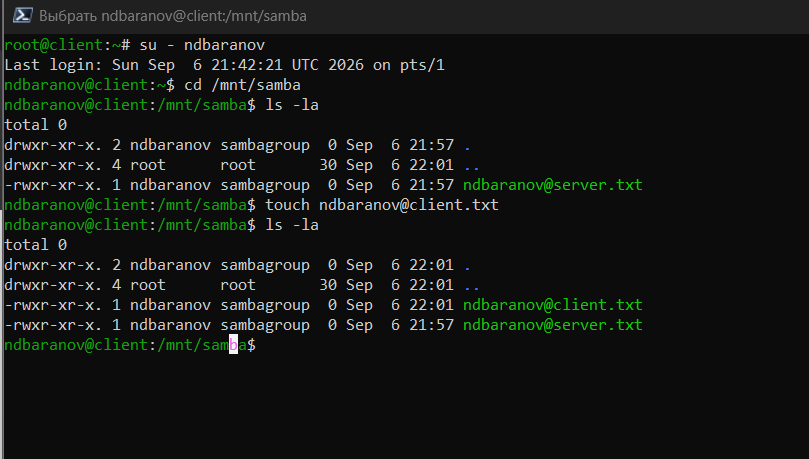 Выбрать ndbaranov@client:/mnt/samba
root@client:~# su - ndbaranov
Last login: Sun Sep  6 21:42:21 UTC 2026 on pts/1
ndbaranov@client:~$ cd /mnt/samba
ndbaranov@client:/mnt/samba$ ls -la
total 0
drwxr-xr-x. 2 ndbaranov sambagroup  0 Sep  6 21:57 .
drwxr-xr-x. 4 root      root       30 Sep  6 22:01 ..
-rwxr-xr-x. 1 ndbaranov sambagroup  0 Sep  6 21:57 ndbaranov@server.txt
ndbaranov@client:/mnt/samba$ touch ndbaranov@client.txt
ndbaranov@client:/mnt/samba$ ls -la
total 0
drwxr-xr-x. 2 ndbaranov sambagroup  0 Sep  6 22:01 .
drwxr-xr-x. 4 root      root       30 Sep  6 22:01 ..
-rwxr-xr-x. 1 ndbaranov sambagroup  0 Sep  6 22:01 ndbaranov@client.txt
-rwxr-xr-x. 1 ndbaranov sambagroup  0 Sep  6 21:57 ndbaranov@server.txt
ndbaranov@client:/mnt/samba$